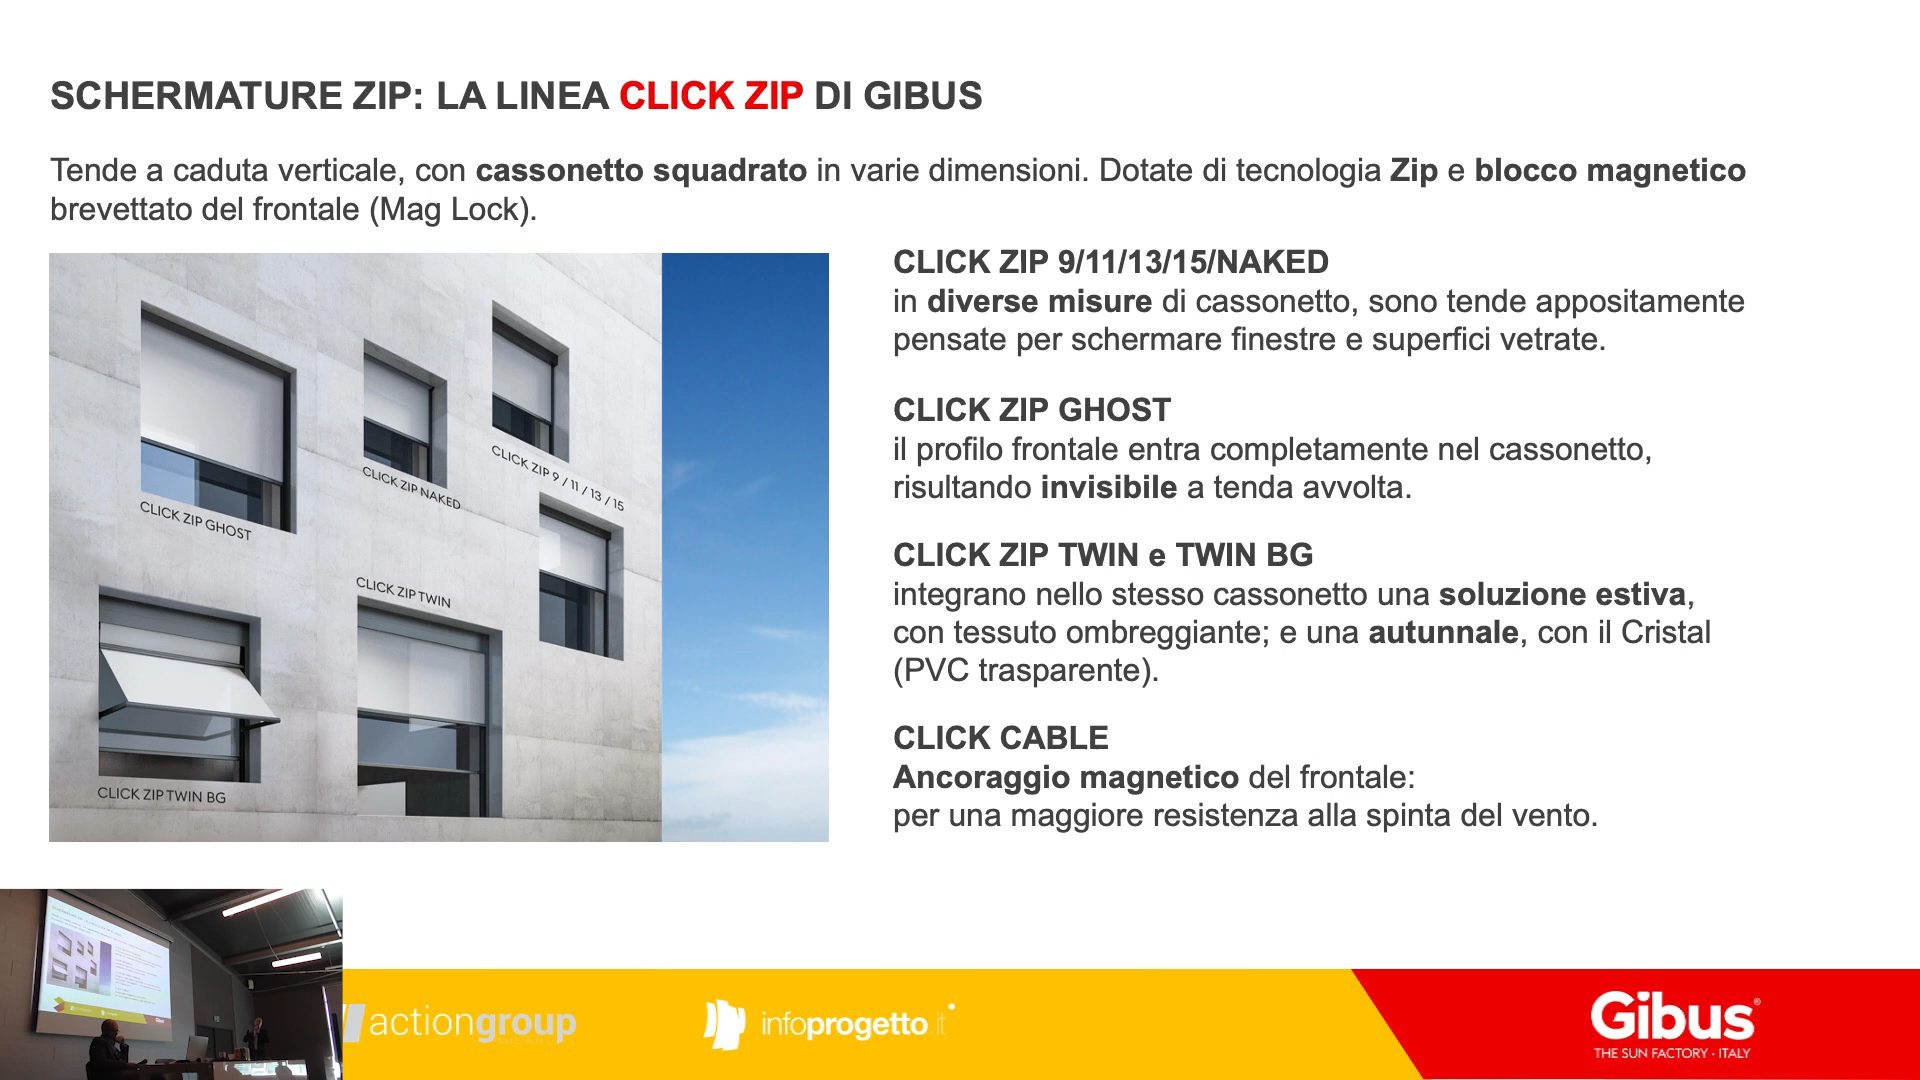 SCHERMATURE ZIP: LA LINEA CLICK ZIP DI GIBUS
Tende a caduta verticale, con cassonetto squadrato in varie dimensioni. Dotate di tecnologia Zip e blocco magnetico
brevettato del frontale (Mag Lock).
CLICK ZIP GHOST
CLICK ZIP NAKED
CLICK ZIP 9 / 11 / 13 / 15
CLICK ZIP TWIN
CLICK ZIP TWIN BG
CLICK ZIP 9/11/13/15/NAKED
in diverse misure di cassonetto, sono tende appositamente
pensate per schermare finestre e superfici vetrate.
CLICK ZIP GHOST
il profilo frontale entra completamente nel cassonetto,
risultando invisibile a tenda avvolta.
CLICK ZIP TWIN e TWIN BG
integrano nello stesso cassonetto una soluzione estiva,
con tessuto ombreggiante; e una autunnale, con il Cristal
(PVC trasparente).
CLICK CABLE
Ancoraggio magnetico del frontale:
per una maggiore resistenza alla spinta del vento.
actiongroup
infoprogetto.it
Gibus®
THE SUN FACTORY · ITALY